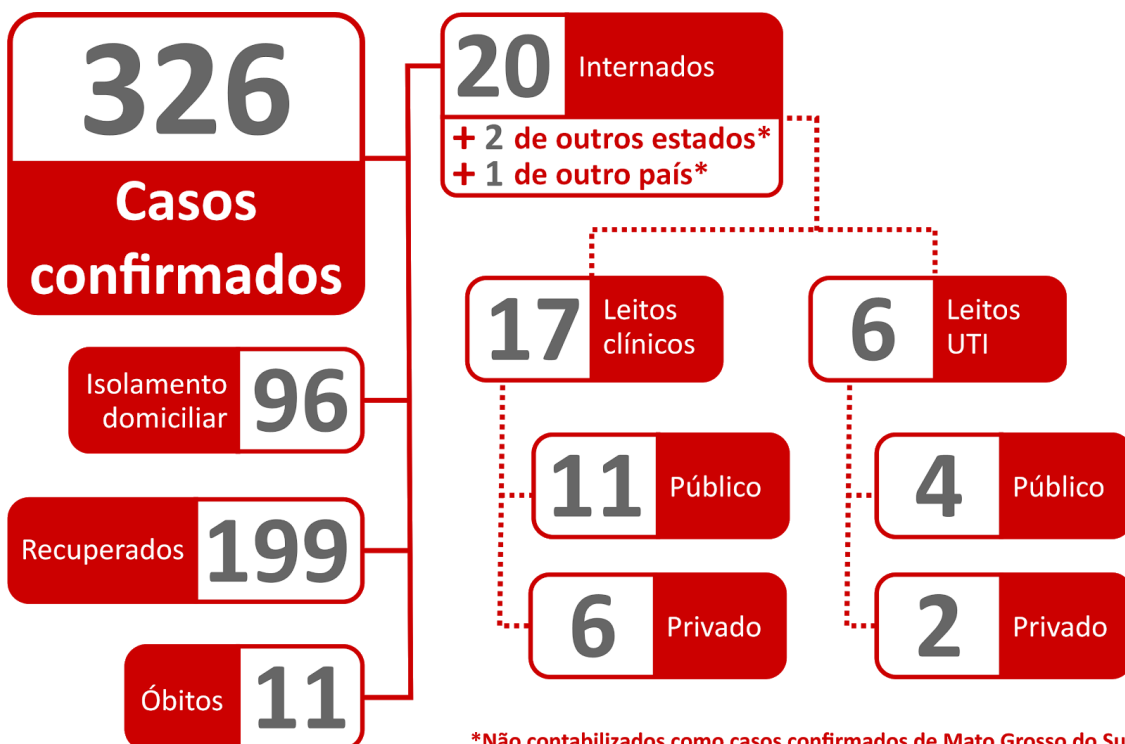 326
Casos
confirmados
20
Internados
+ 2 de outros estados*
+ 1 de outro país*
17
Leitos
clínicos
6
Leitos
UTI
Isolamento
domiciliar
96
11
Público
4
Público
Recuperados
199
6
Privado
2
Privado
Óbitos
11
*Não contabilizados como casos confirmados de Mato Grosso do Su